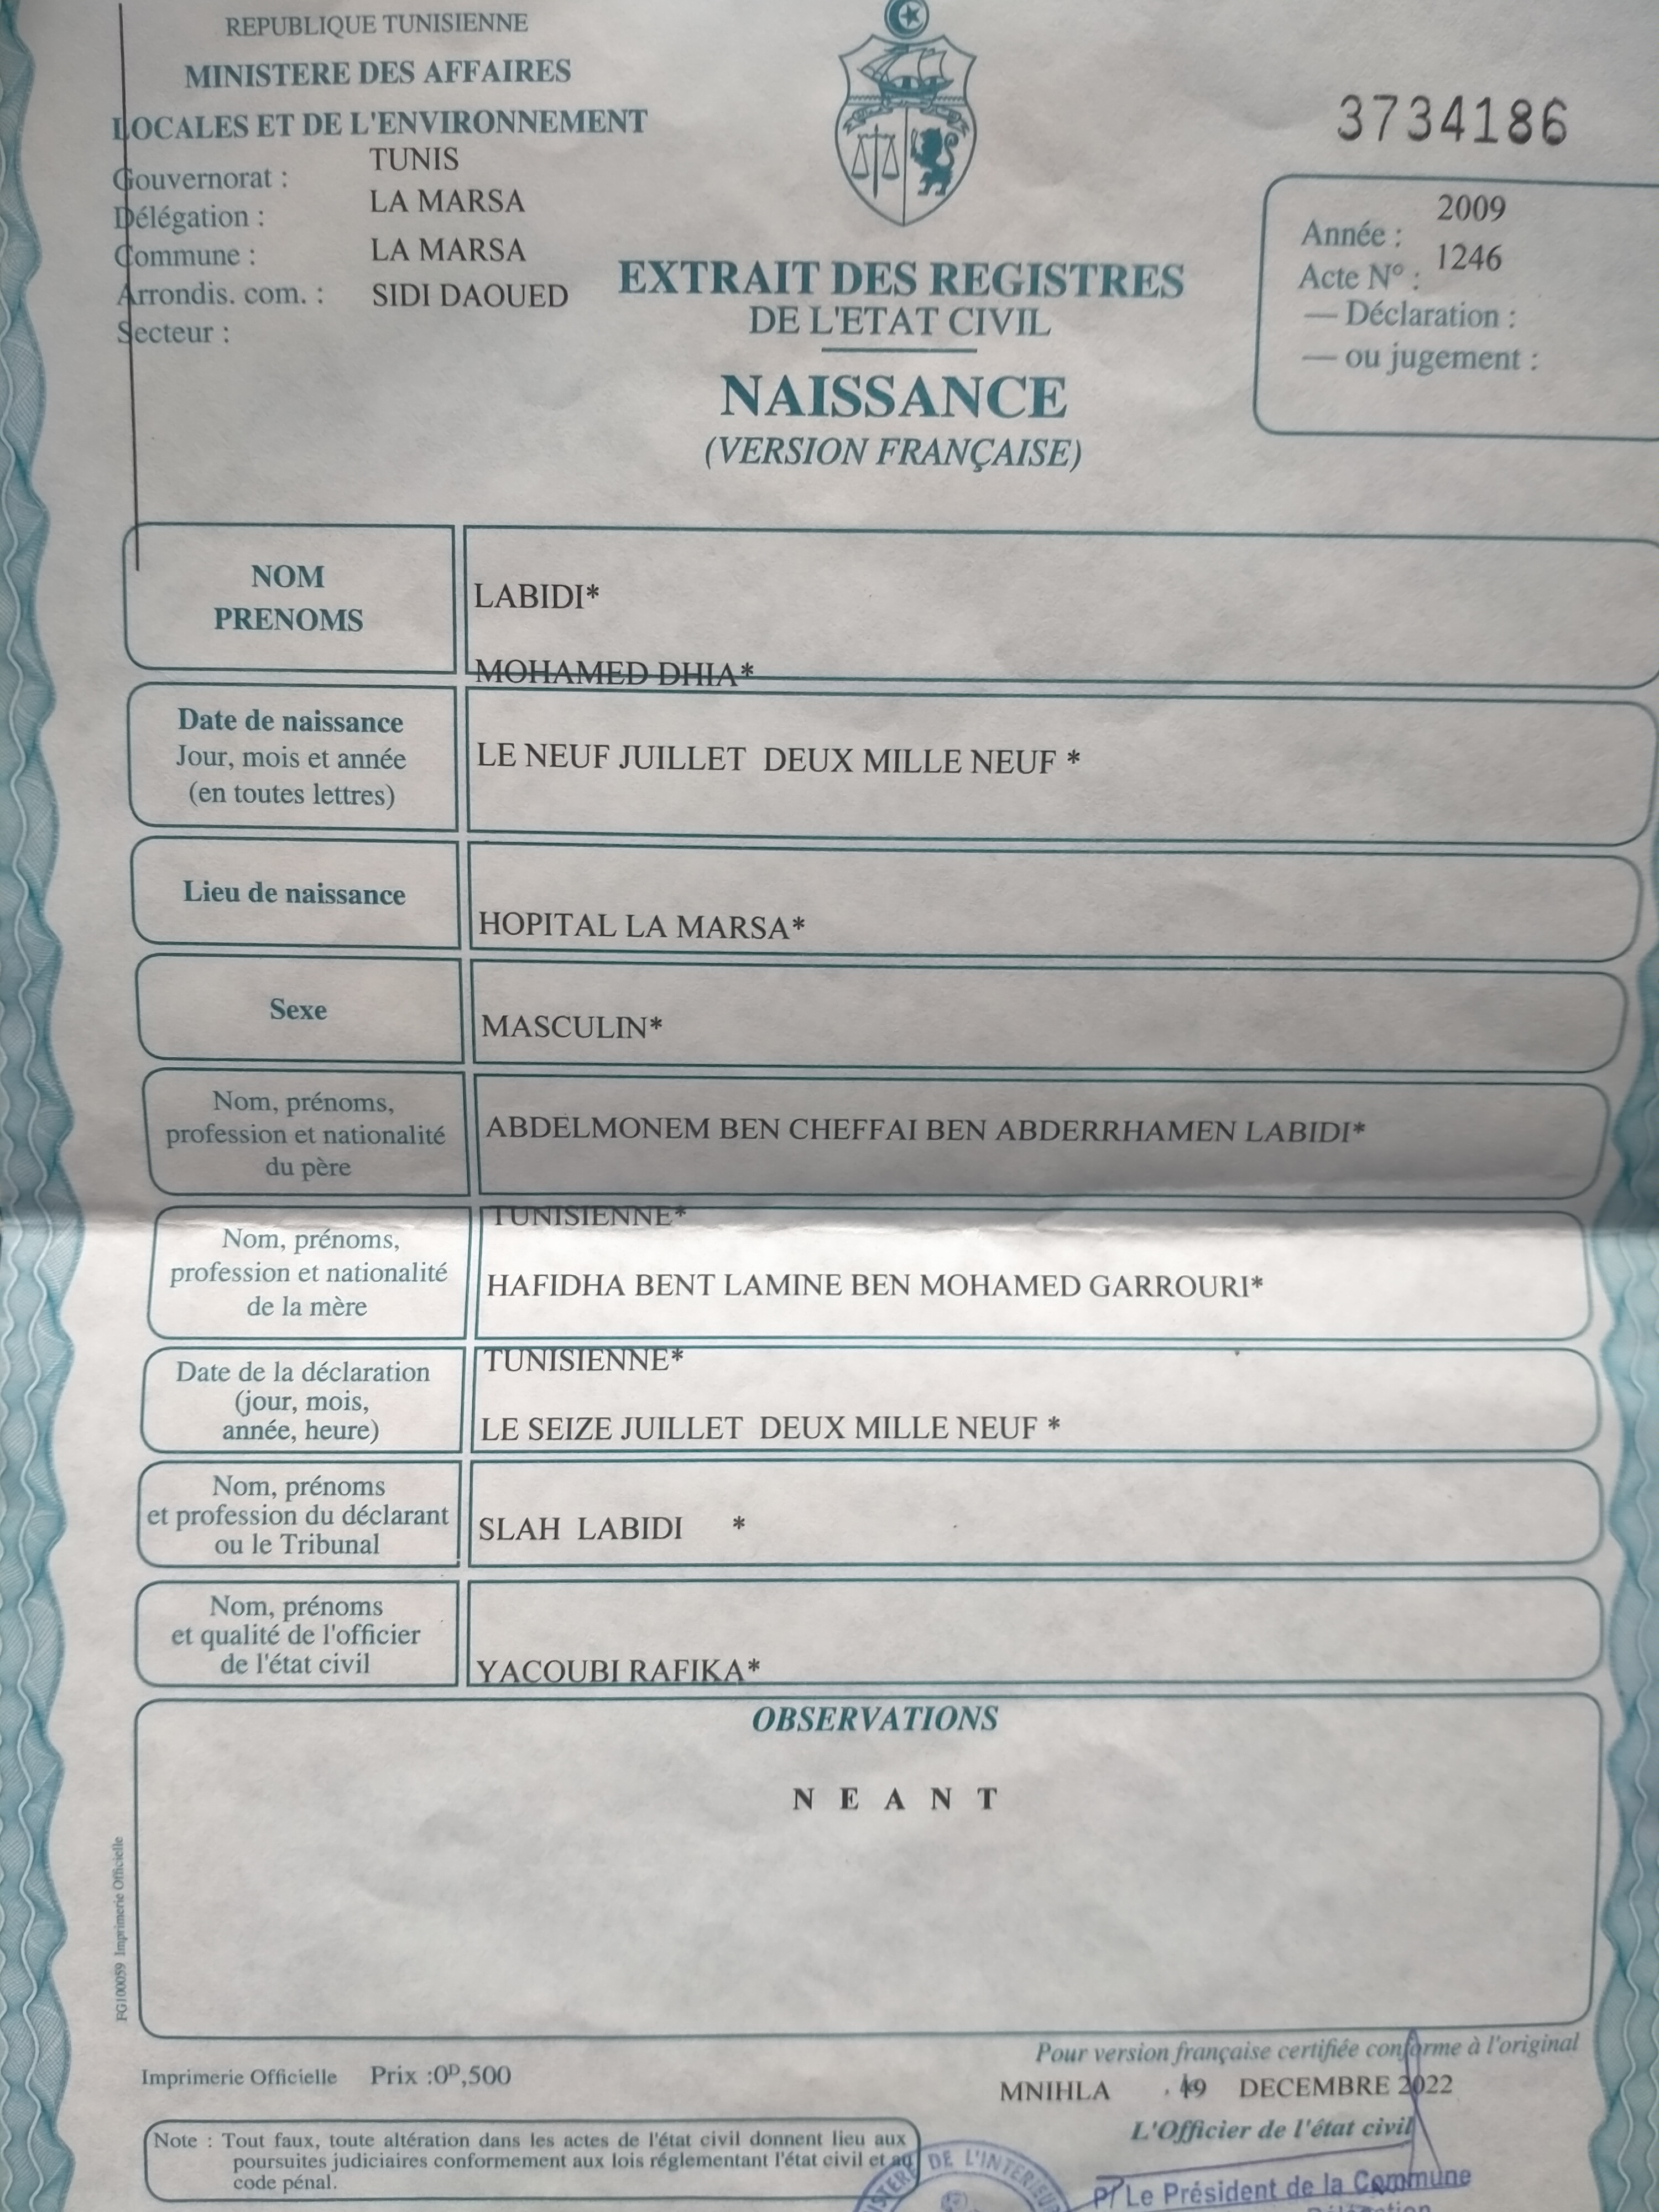 REPUBLIQUE TUNISIENNE
MINISTERE DES AFFAIRES
LOCALES ET DE L'ENVIRONNEMENT
Gouvernorat : TUNIS
Délégation : LA MARSA
Commune : LA MARSA
Arrondis. com. : SIDI DAOUED
Secteur :
3734186
Année : 2009
Acte N° : 1246
— Déclaration :
— ou jugement :
EXTRAIT DES REGISTRES
DE L'ETAT CIVIL
NAISSANCE
(VERSION FRANÇAISE)
NOM
PRENOMS
LABIDI*
MOHAMED DHIA*
Date de naissance
Jour, mois et année
(en toutes lettres)
LE NEUF JUILLET DEUX MILLE NEUF *
Lieu de naissance
HOPITAL LA MARSA*
Sexe
MASCULIN*
Nom, prénoms,
profession et nationalité
du père
ABDELMONEM BEN CHEFFAI BEN ABDERRHAMEN LABIDI*
TUNISIENNE*
Nom, prénoms,
profession et nationalité
de la mère
HAFIDHA BENT LAMINE BEN MOHAMED GARROURI*
TUNISIENNE*
Date de la déclaration
(jour, mois,
année, heure)
LE SEIZE JUILLET DEUX MILLE NEUF *
Nom, prénoms
et profession du déclarant
ou le Tribunal
SLAH LABIDI *
Nom, prénoms
et qualité de l'officier
de l'état civil
YACOUBI RAFIKA*
OBSERVATIONS
N E A N T
FG100059 Imprimerie Officielle
Imprimerie Officielle Prix :0ᴰ,500
Pour version française certifiée conforme à l'original
MNIHLA 19 DECEMBRE 2022
L'Officier de l'état civil
Note : Tout faux, toute altération dans les actes de l'état civil donnent lieu aux
poursuites judiciaires conformement aux lois réglementant l'état civil et au
code pénal.
DE L'INTERIEUR
P/ Le Président de la Commune